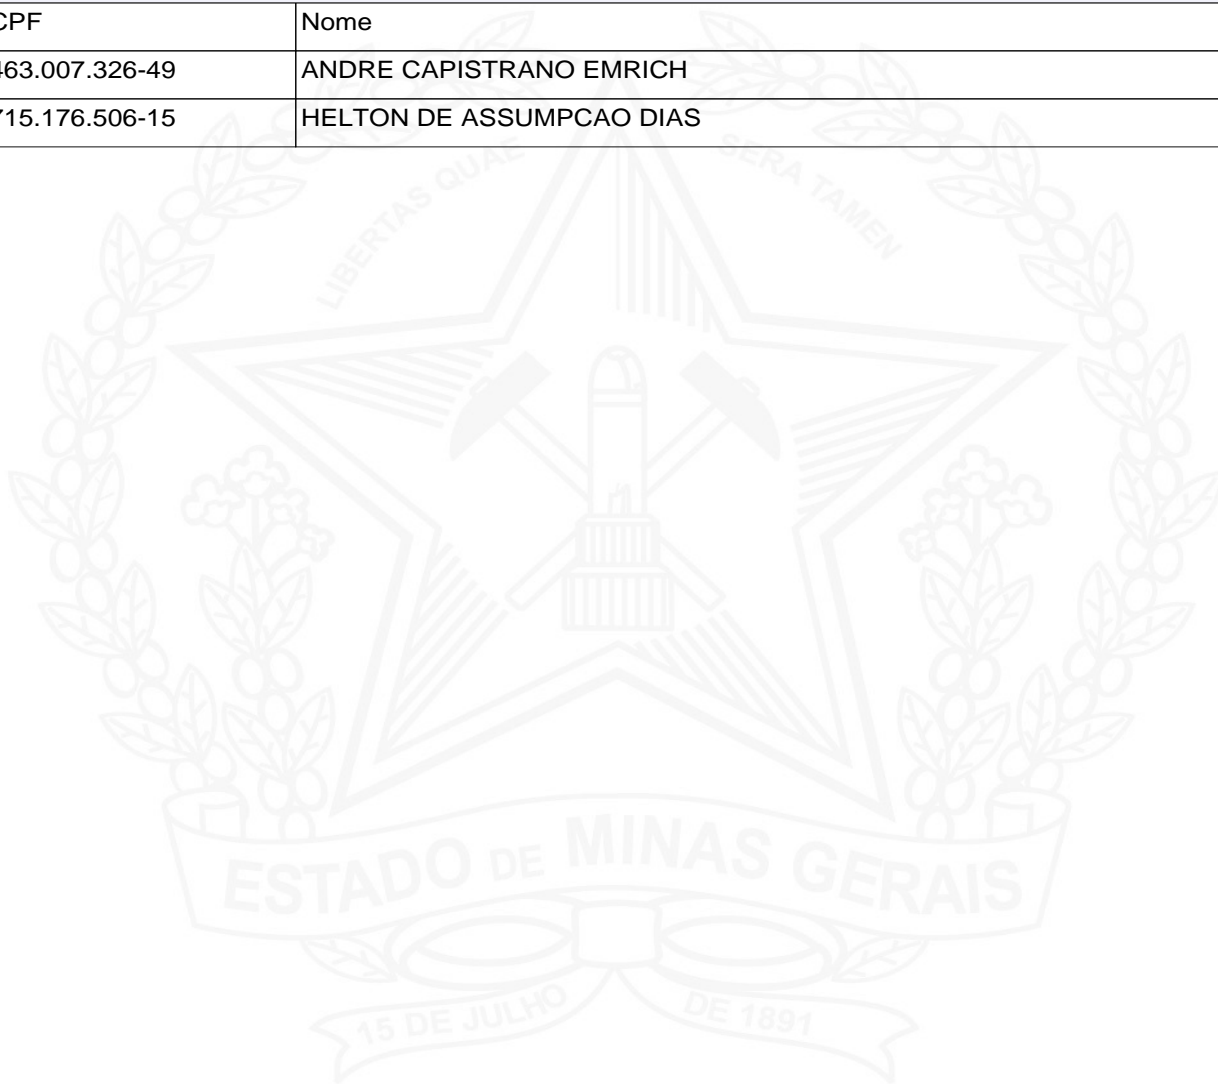 CPF Nome
463.007.326-49 ANDRE CAPISTRANO EMRICH
715.176.506-15 HELTON DE ASSUMPCAO DIAS
LIBERTAS QUAE SERA TAMEN
ESTADO DE MINAS GERAIS
15 DE JULHO DE 1891